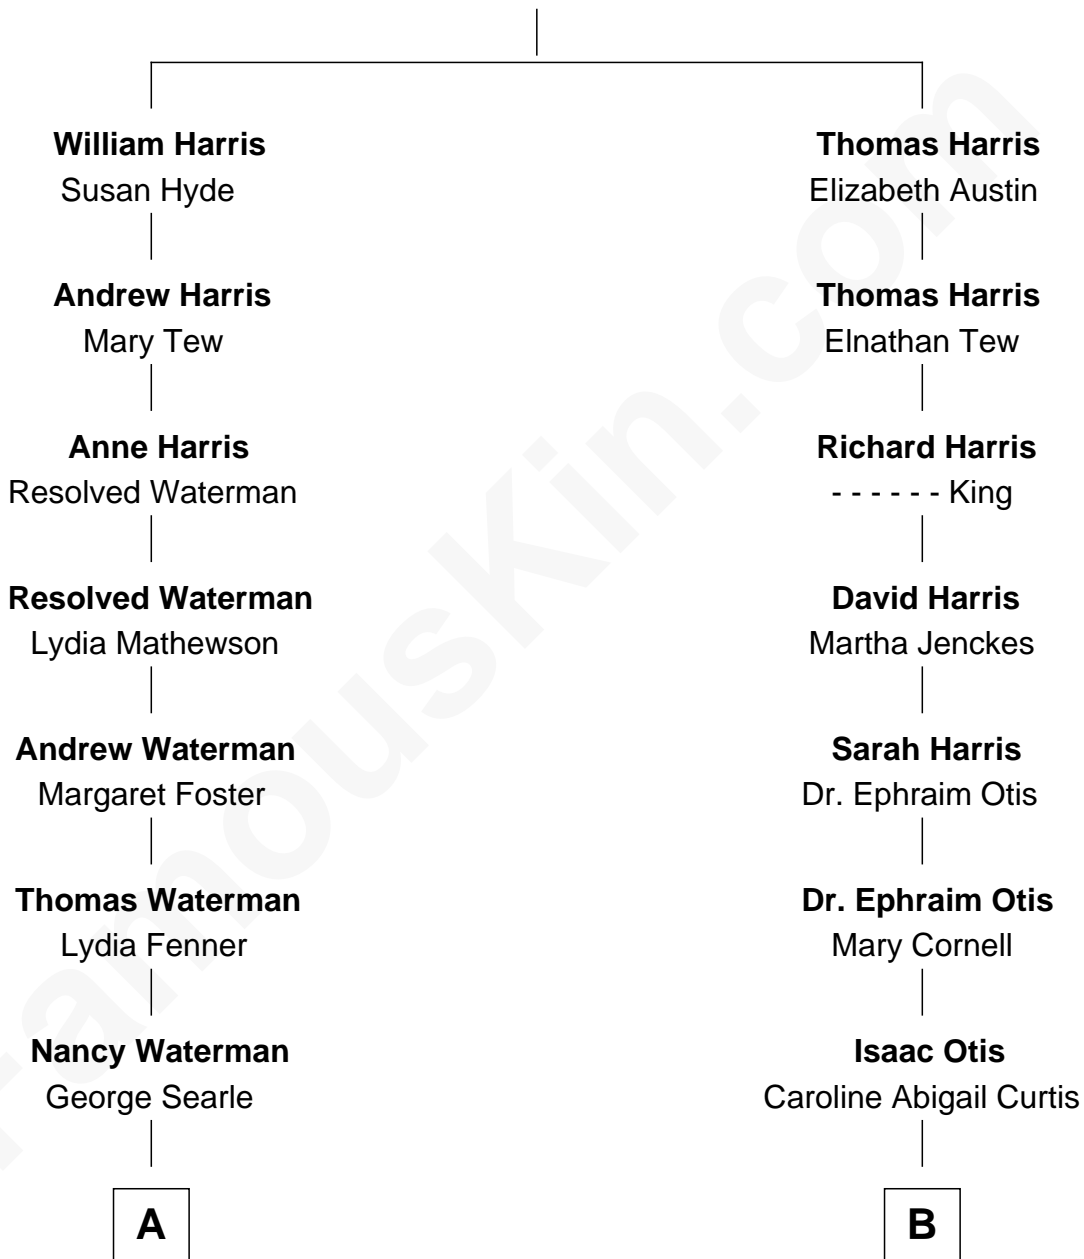 William Harris
Susan Hyde
Andrew Harris
Mary Tew
Anne Harris
Resolved Waterman
Resolved Waterman
Lydia Mathewson
Andrew Waterman
Margaret Foster
Thomas Waterman
Lydia Fenner
Nancy Waterman
George Searle
A
Thomas Harris
Elizabeth Austin
Thomas Harris
Elnathan Tew
Richard Harris
- - - - - - King
David Harris
Martha Jenckes
Sarah Harris
Dr. Ephraim Otis
Dr. Ephraim Otis
Mary Cornell
Isaac Otis
Caroline Abigail Curtis
B
FamousKin.com